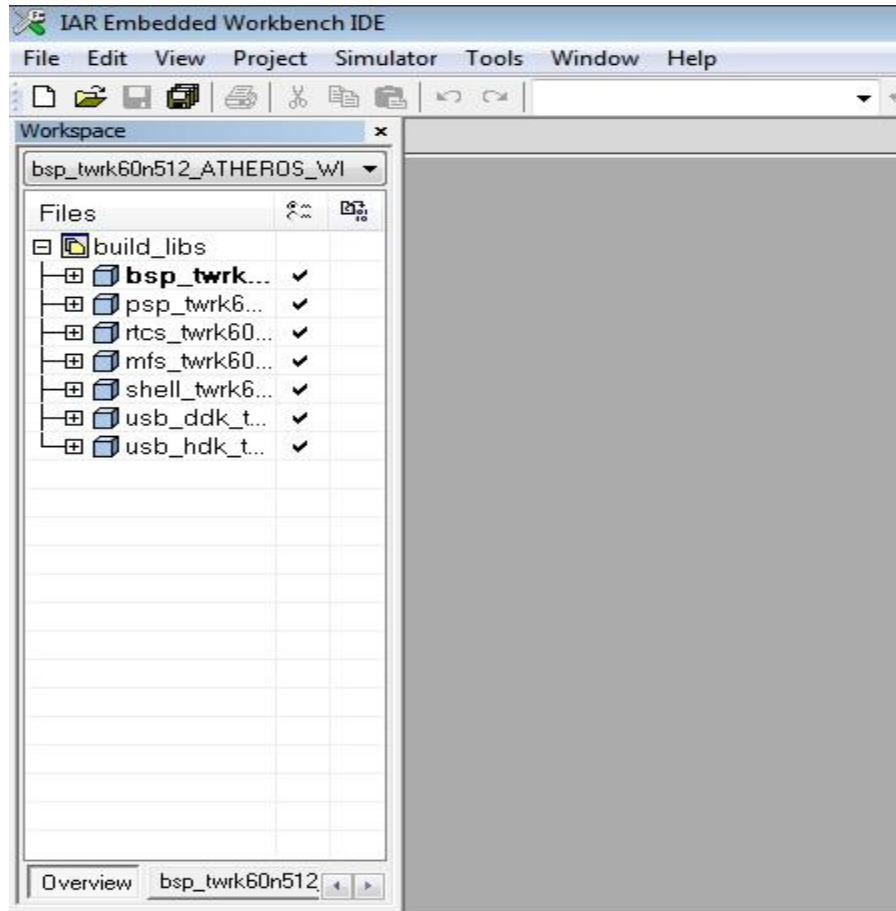 IAR Embedded Workbench IDE
File Edit View Project Simulator Tools Window Help
Workspace
bsp_twrk60n512_ATHEROS_WI
Files
build_libs
bsp_twrk...
psp_twrk6...
rtcs_twrk60...
mfs_twrk60...
shell_twrk6...
usb_ddk_t...
usb_hdk_t...
Overview bsp_twrk60n512